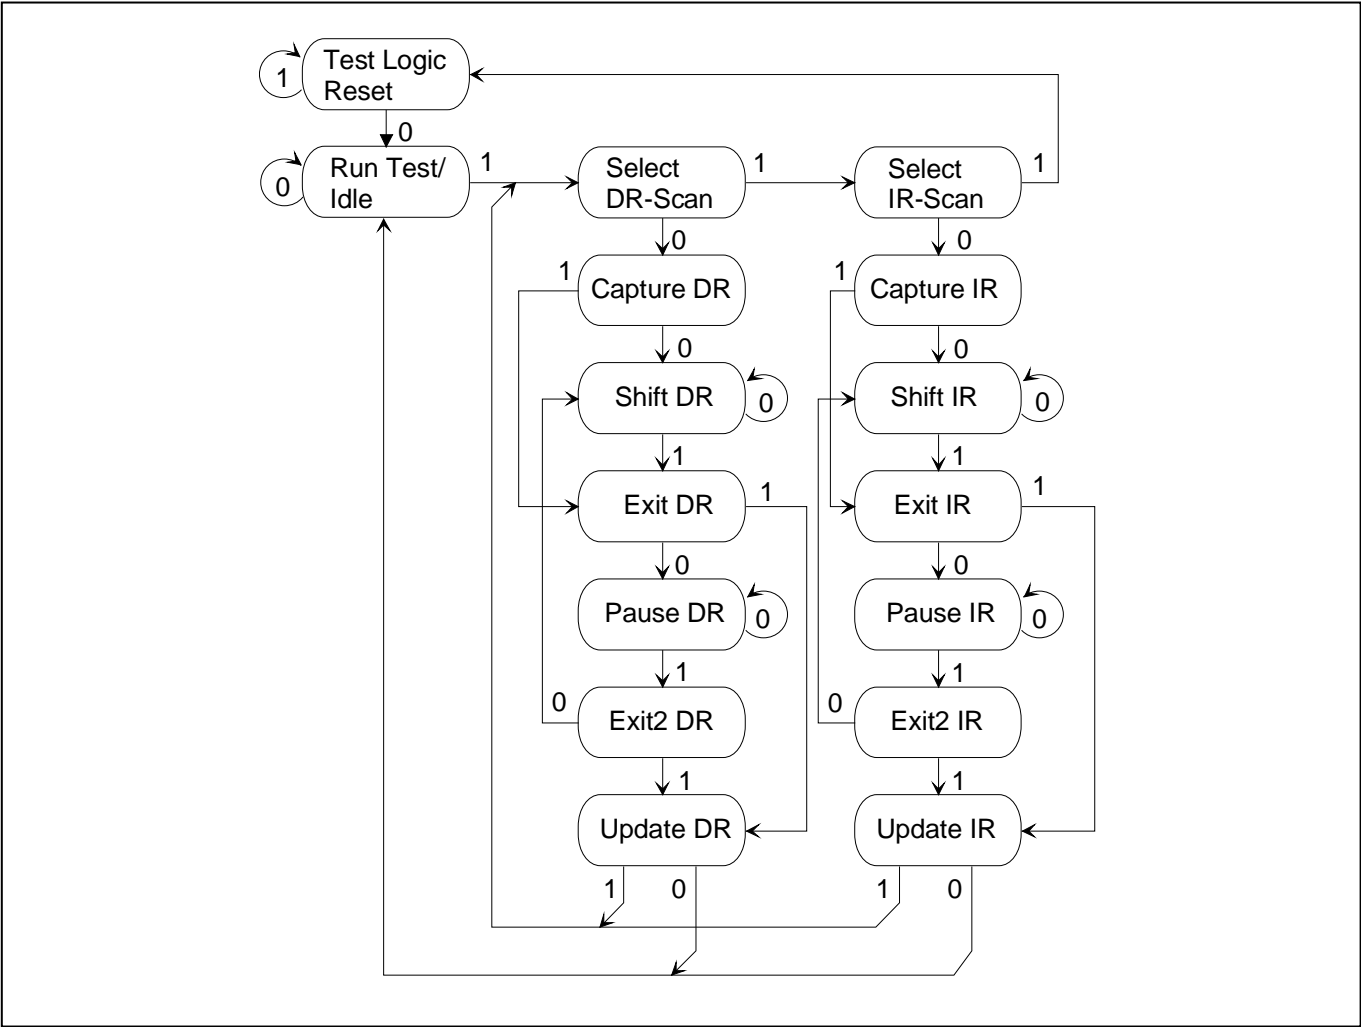 Test Logic
Reset
1
0
Run Test/
Idle
0
1
Select
DR-Scan
1
Select
IR-Scan
1
0
0
1
Capture DR
1
Capture IR
0
0
Shift DR
0
Shift IR
0
1
1
Exit DR
1
Exit IR
1
0
0
Pause DR
0
Pause IR
0
1
1
0
Exit2 DR
0
Exit2 IR
1
1
Update DR
Update IR
1
0
1
0